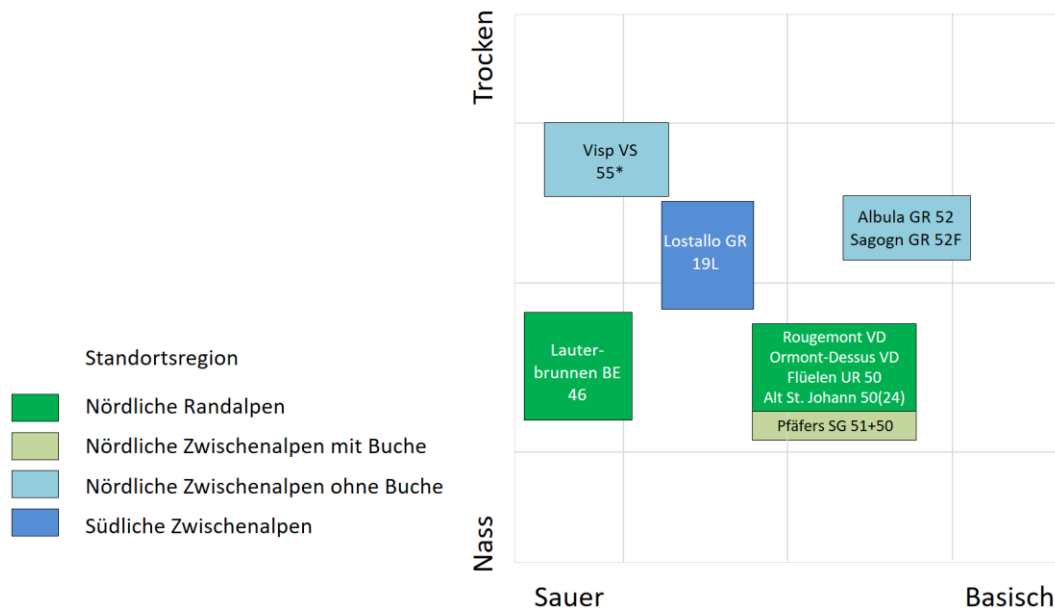 Trocken
Visp VS
55*
Albula GR 52
Sagogn GR 52F
Lostallo GR
19L
Lauter-
brunnen BE
46
Rougemont VD
Ormont-Dessus VD
Flüelen UR 50
Alt St. Johann 50(24)
Pfäfers SG 51+50
Standortsregion
Nördliche Randalpen
Nördliche Zwischenalpen mit Buche
Nördliche Zwischenalpen ohne Buche
Südliche Zwischenalpen
Nass
Sauer
Basisch